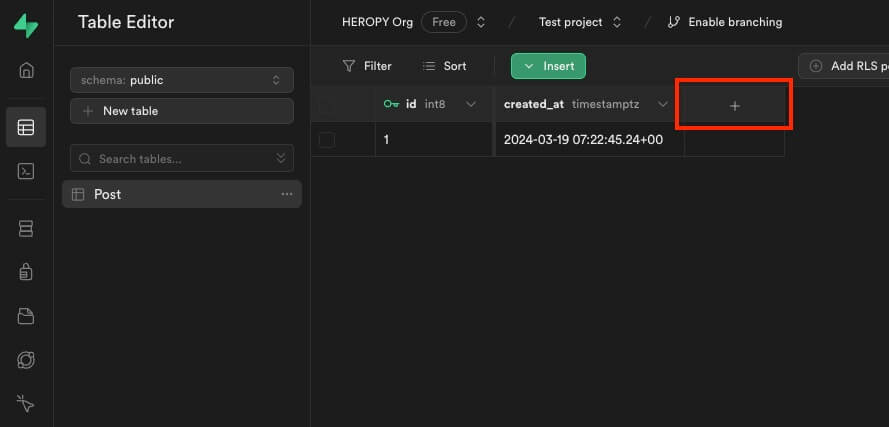 Table Editor
HEROPY Org Free / Test project / Enable branching
schema: public
New table
Search tables...
Post
Filter Sort Insert Add RLS po
id int8 created_at timestamptz +
1 2024-03-19 07:22:45.24+00